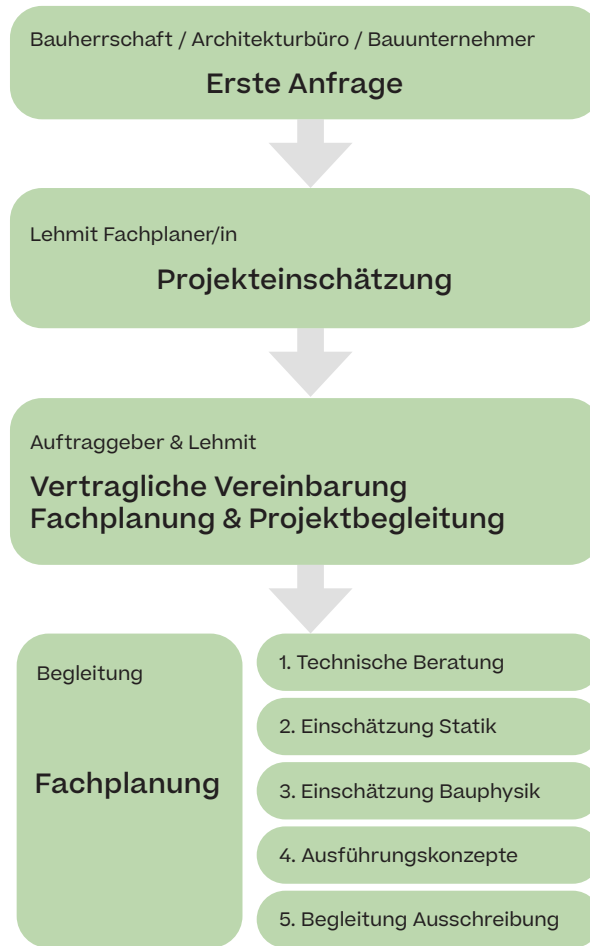 Bauherrschaft / Architekturbüro / Bauunternehmer
Erste Anfrage
Lehmit Fachplaner/in
Projekteinschätzung
Auftraggeber & Lehmit
Vertragliche Vereinbarung
Fachplanung & Projektbegleitung
Begleitung
Fachplanung
1. Technische Beratung
2. Einschätzung Statik
3. Einschätzung Bauphysik
4. Ausführungskonzepte
5. Begleitung Ausschreibung